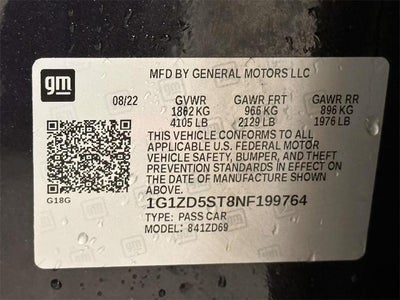 gm
MFD BY GENERAL MOTORS LLC
08/22 GVWR GAWR FRT GAWR RR
1862 KG 966 KG 896 KG
4105 LB 2129 LB 1976 LB
THIS VEHICLE CONFORMS TO ALL
APPLICABLE U.S. FEDERAL MOTOR
VEHICLE SAFETY, BUMPER, AND THEFT
PREVENTION STANDARDS IN EFFECT ON
THE DATE OF MANUFACTURE SHOWN
ABOVE.
G18G
1G1ZD5ST8NF199764
TYPE: PASS CAR
MODEL: 841ZD69